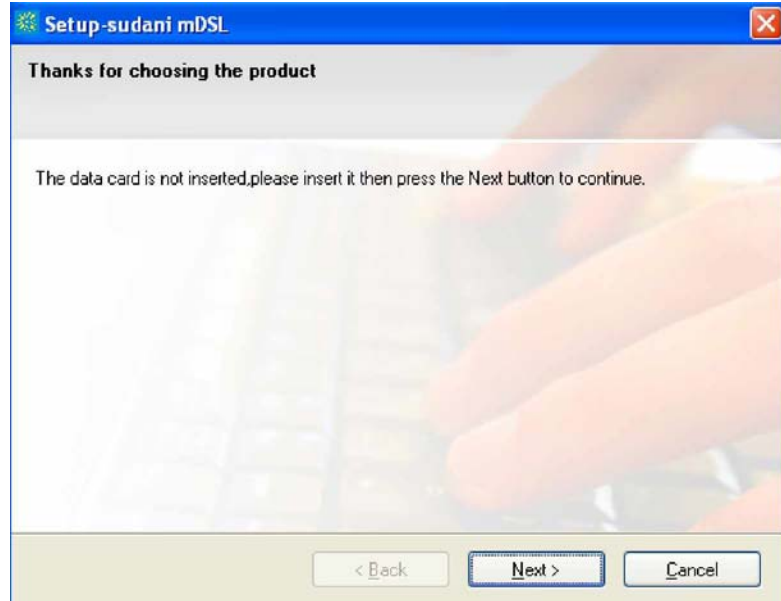 Setup-sudani mDSL
Thanks for choosing the product
The data card is not inserted,please insert it then press the Next button to continue.
< Back Next > Cancel